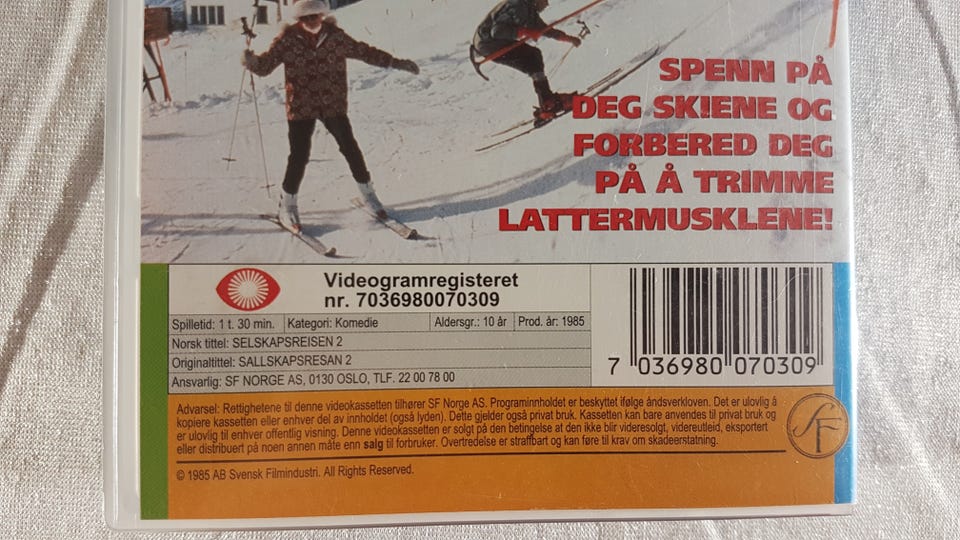 SPENN PÅ
DEG SKIENE OG
FORBERED DEG
PÅ Å TRIMME
LATTERMUSKLENE!
Videogramregisteret
nr. 7036980070309
Spilletid: 1 t. 30 min. Kategori: Komedie Aldersgr.: 10 år Prod. år: 1985
Norsk tittel: SELSKAPSREISEN 2
Originaltittel: SALLSKAPSRESAN 2
Ansvarlig: SF NORGE AS, 0130 OSLO, TLF. 22 00 78 00
7 036980 070309
Advarsel: Rettighetene til denne videokassetten tilhører SF Norge AS. Programinnholdet er beskyttet ifølge åndsverkloven. Det er ulovlig å
kopiere kassetten eller enhver del av innholdet (også lyden). Dette gjelder også privat bruk. Kassetten kan bare anvendes til privat bruk og
er ulovlig til enhver offentlig visning. Denne videokassetten er solgt på den betingelse at den ikke blir videresolgt, videreutleid, eksportert
eller distribuert på noen annen måte enn salg til forbruker. Overtredelse er straffbart og kan føre til krav om skadeerstatning.
SF
© 1985 AB Svensk Filmindustri. All Rights Reserved.